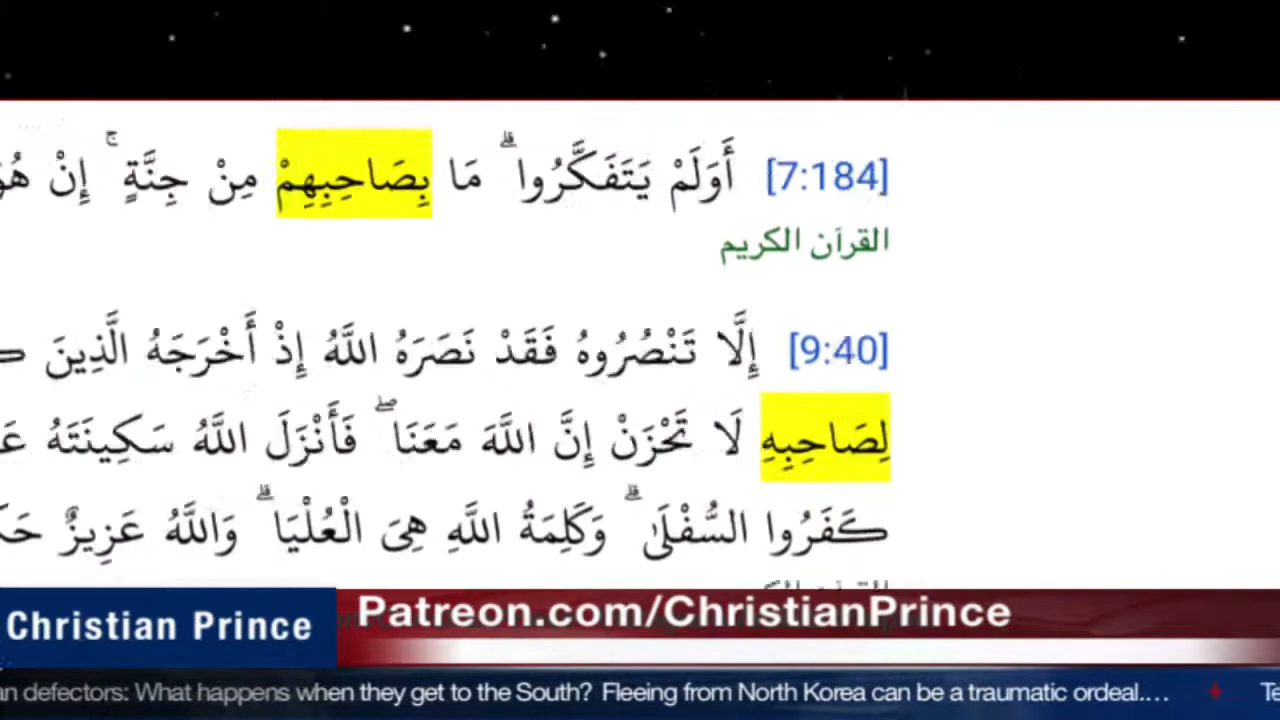 [7:184] أَوَلَمْ يَتَفَكَّرُوا ۗ مَا بِصَاحِبِهِمْ مِنْ جِنَّةٍ ۚ إِنْ
القرآن الكريم
[9:40] إِلَّا تَنْصُرُوهُ فَقَدْ نَصَرَهُ اللَّهُ إِذْ أَخْرَجَهُ الَّذِينَ
لِصَاحِبِهِ لَا تَحْزَنْ إِنَّ اللَّهَ مَعَنَا ۖ فَأَنْزَلَ اللَّهُ سَكِينَتَهُ
كَفَرُوا السُّفْلَىٰ ۗ وَكَلِمَةُ اللَّهِ هِيَ الْعُلْيَا ۗ وَاللَّهُ عَزِيزٌ
Christian Prince
Patreon.com/ChristianPrince
an defectors: What happens when they get to the South? Fleeing from North Korea can be a traumatic ordeal....